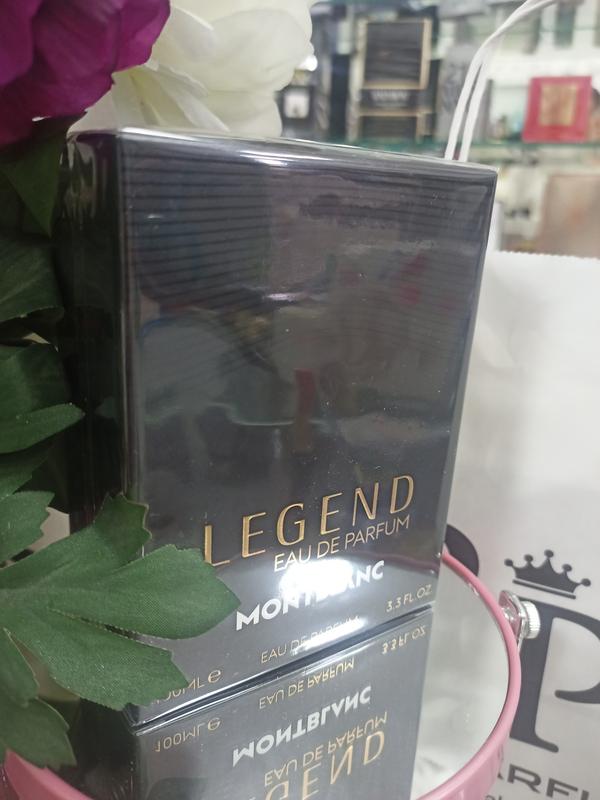 LEGEND
EAU DE PARFUM
MONTBLANC
EAU DE PARFUM
3.3 FL OZ
100ML e
P